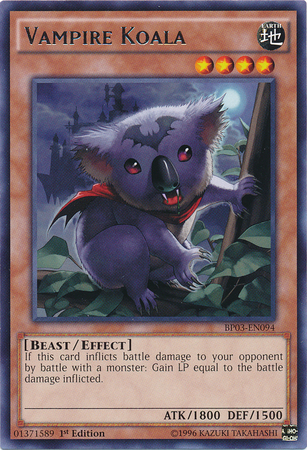 VAMPIRE KOALA
EARTH
地
BP03-EN094
[BEAST / EFFECT]
If this card inflicts battle damage to your opponent
by battle with a monster: Gain LP equal to the battle
damage inflicted.
ATK/1800 DEF/1500
01371589 1st Edition ©1996 KAZUKI TAKAHASHI